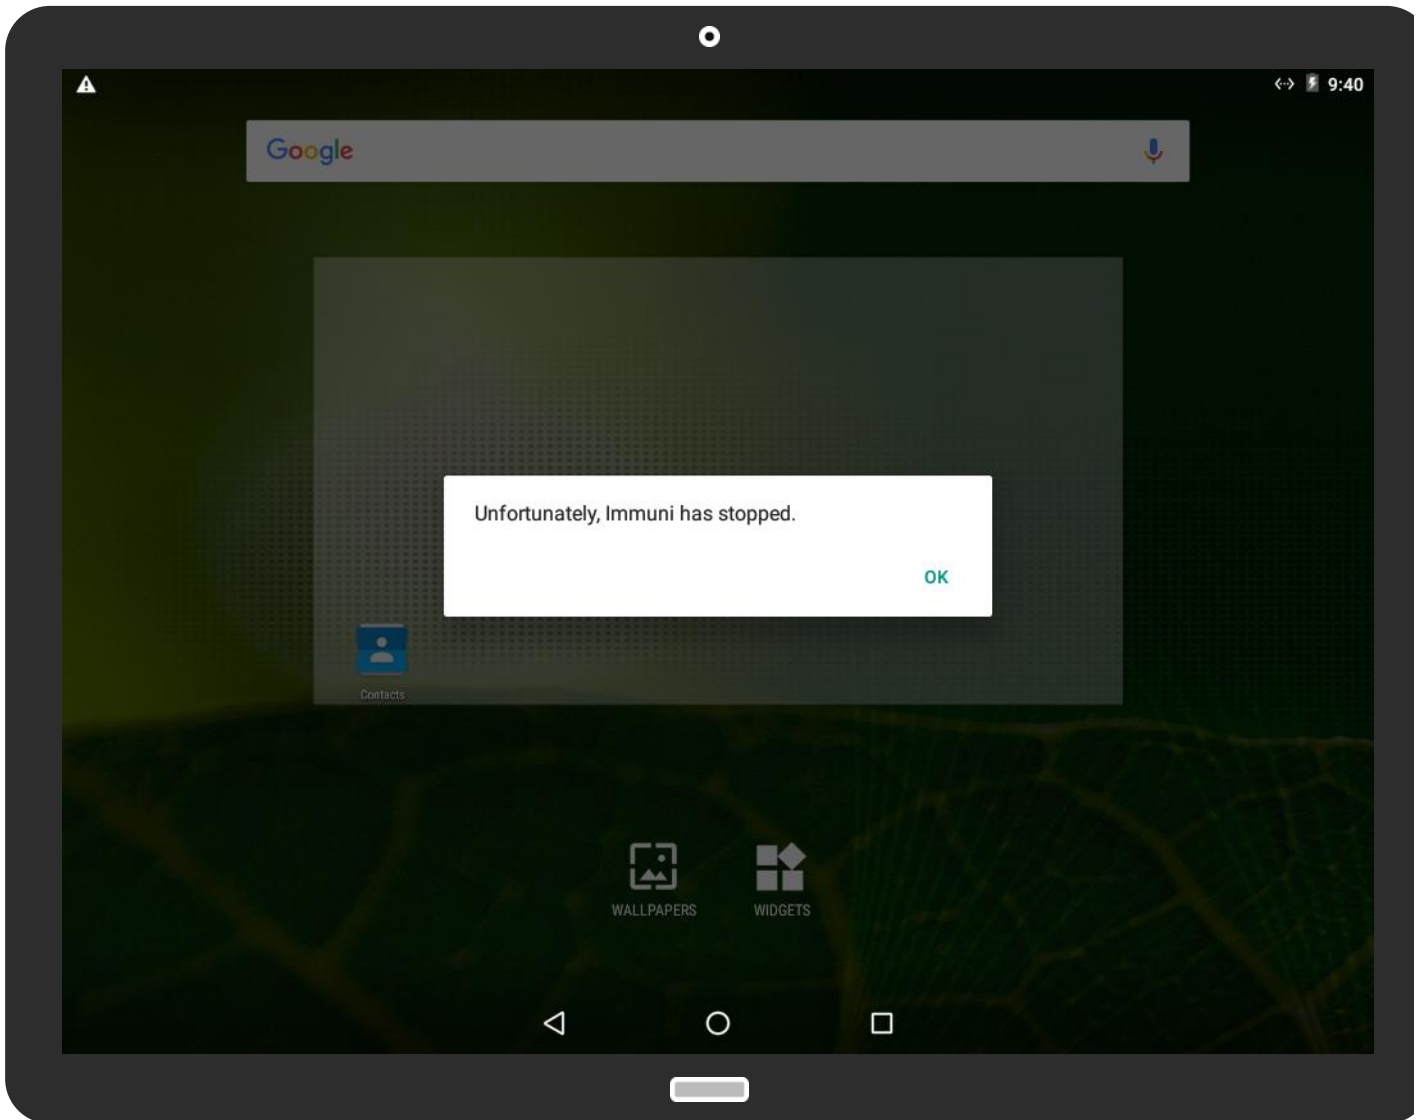 9:40
Google
Unfortunately, Immuni has stopped.
OK
Contacts
WALLPAPERS
WIDGETS